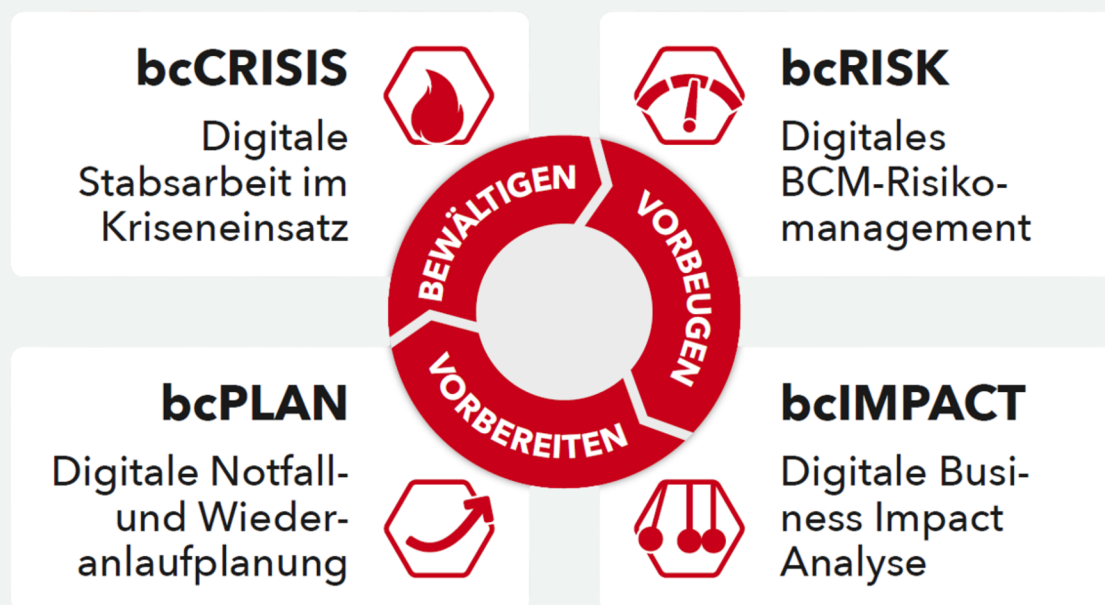 bcCRISIS
Digitale
Stabsarbeit im
Kriseneinsatz
bcRISK
Digitales
BCM-Risiko-
management
BEWÄLTIGEN
VORBEUGEN
VORBEREITEN
bcPLAN
Digitale Notfall-
und Wieder-
anlaufplanung
bcIMPACT
Digitale Busi-
ness Impact
Analyse